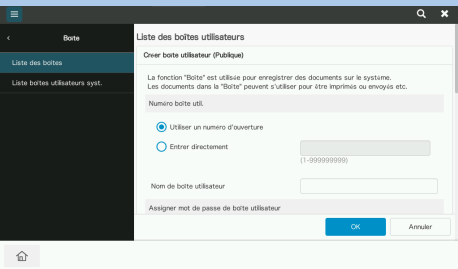 Boîte
Liste des boîtes
Liste boîtes utilisateurs syst.
Liste des boîtes utilisateurs
Créer boîte utilisateur (Publique)
La fonction "Boîte" est utilisée pour enregistrer des documents sur le système.
Les documents dans la "Boîte" peuvent s'utiliser pour être imprimés ou envoyés etc.
Numéro boîte util.
Utiliser un numéro d'ouverture
Entrer directement
(1-999999999)
Nom de boîte utilisateur
Assigner mot de passe de boîte utilisateur
OK
Annuler